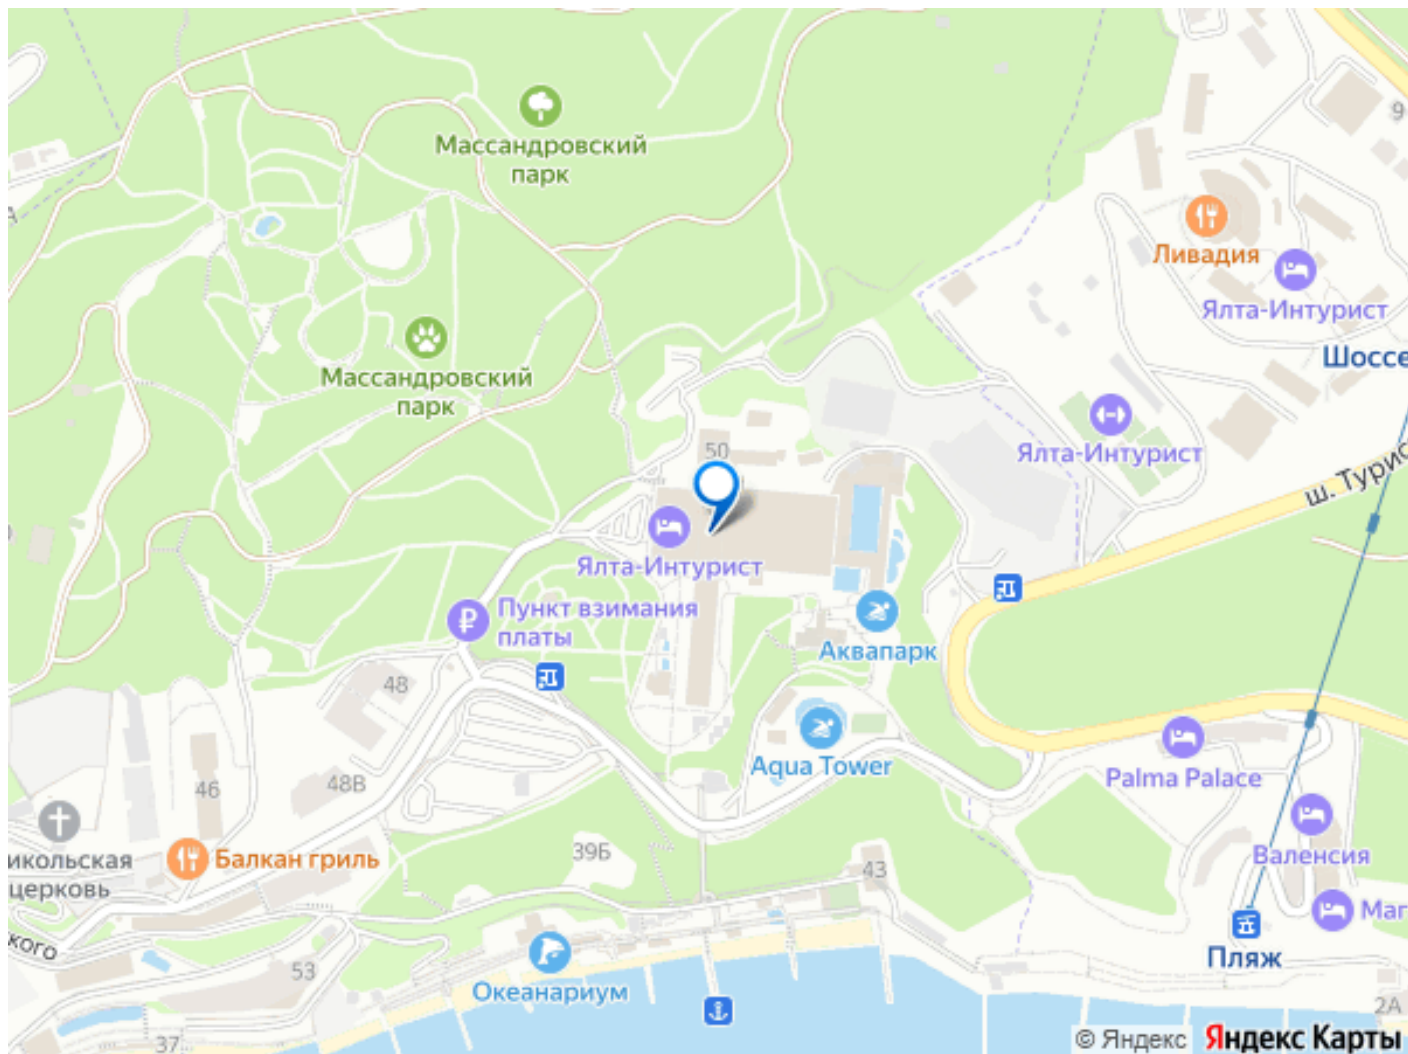 9
Массандровский
парк
Ливадия
Ялта-Интурист
Шоссе
Массандровский
парк
50
Ялта-Интурист
ш. Турис
Ялта-Интурист
Пункт взимания
платы
Аквапарк
48
Aqua Tower
Palma Palace
48В
46
39Б
43
икольская
церковь
Балкан гриль
Валенсия
Маг
кого
Пляж
53
Океанариум
2А
37
© Яндекс Яндекс Карты